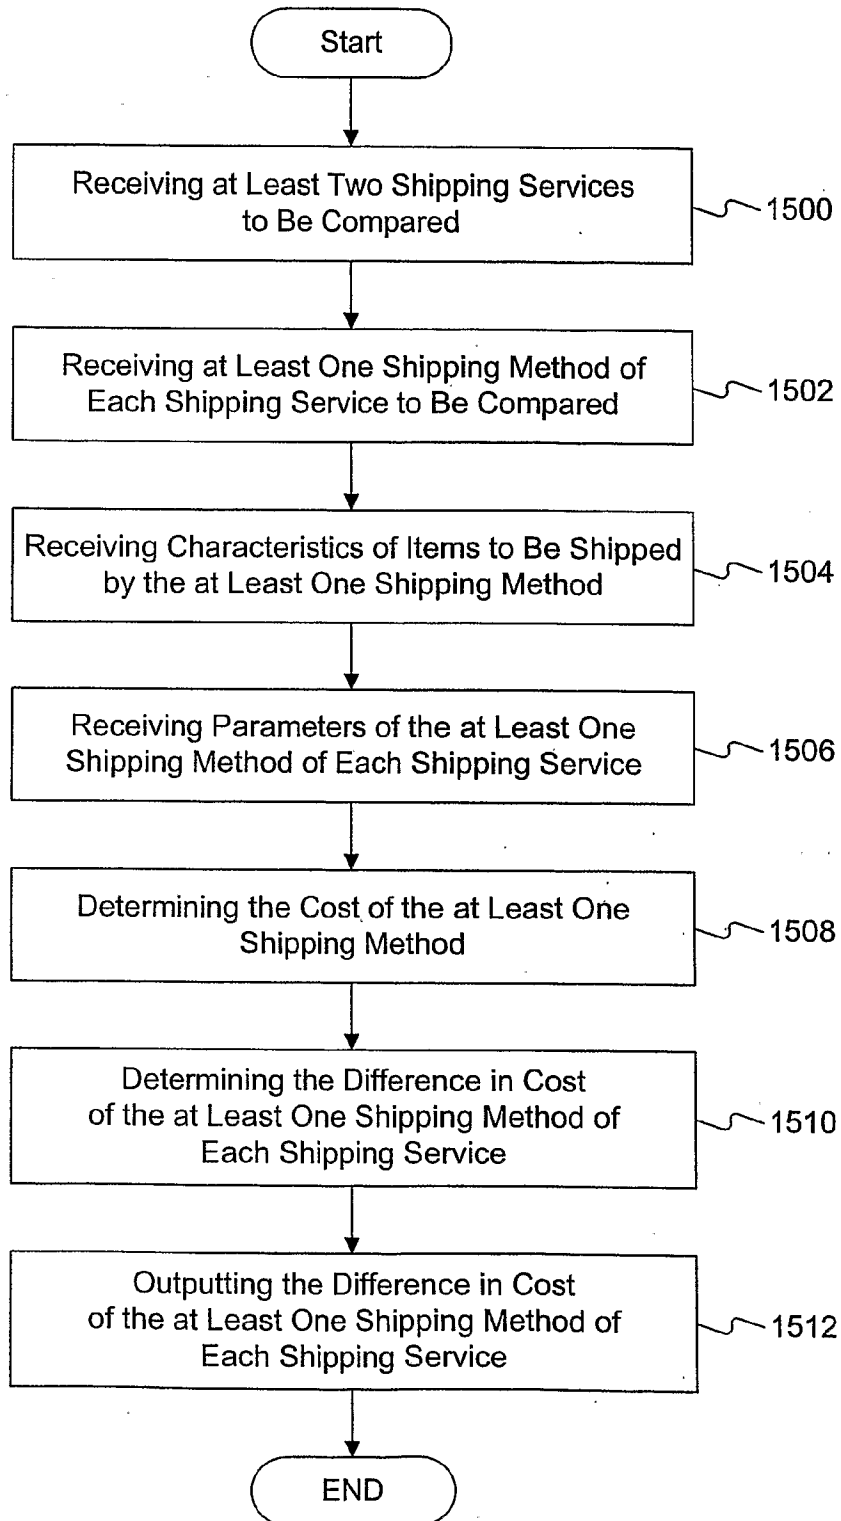 Start
Receiving at Least Two Shipping Services
to Be Compared
1500
Receiving at Least One Shipping Method of
Each Shipping Service to Be Compared
1502
Receiving Characteristics of Items to Be Shipped
by the at Least One Shipping Method
1504
Receiving Parameters of the at Least One
Shipping Method of Each Shipping Service
1506
Determining the Cost of the at Least One
Shipping Method
1508
Determining the Difference in Cost
of the at Least One Shipping Method of
Each Shipping Service
1510
Outputting the Difference in Cost
of the at Least One Shipping Method of
Each Shipping Service
1512
END